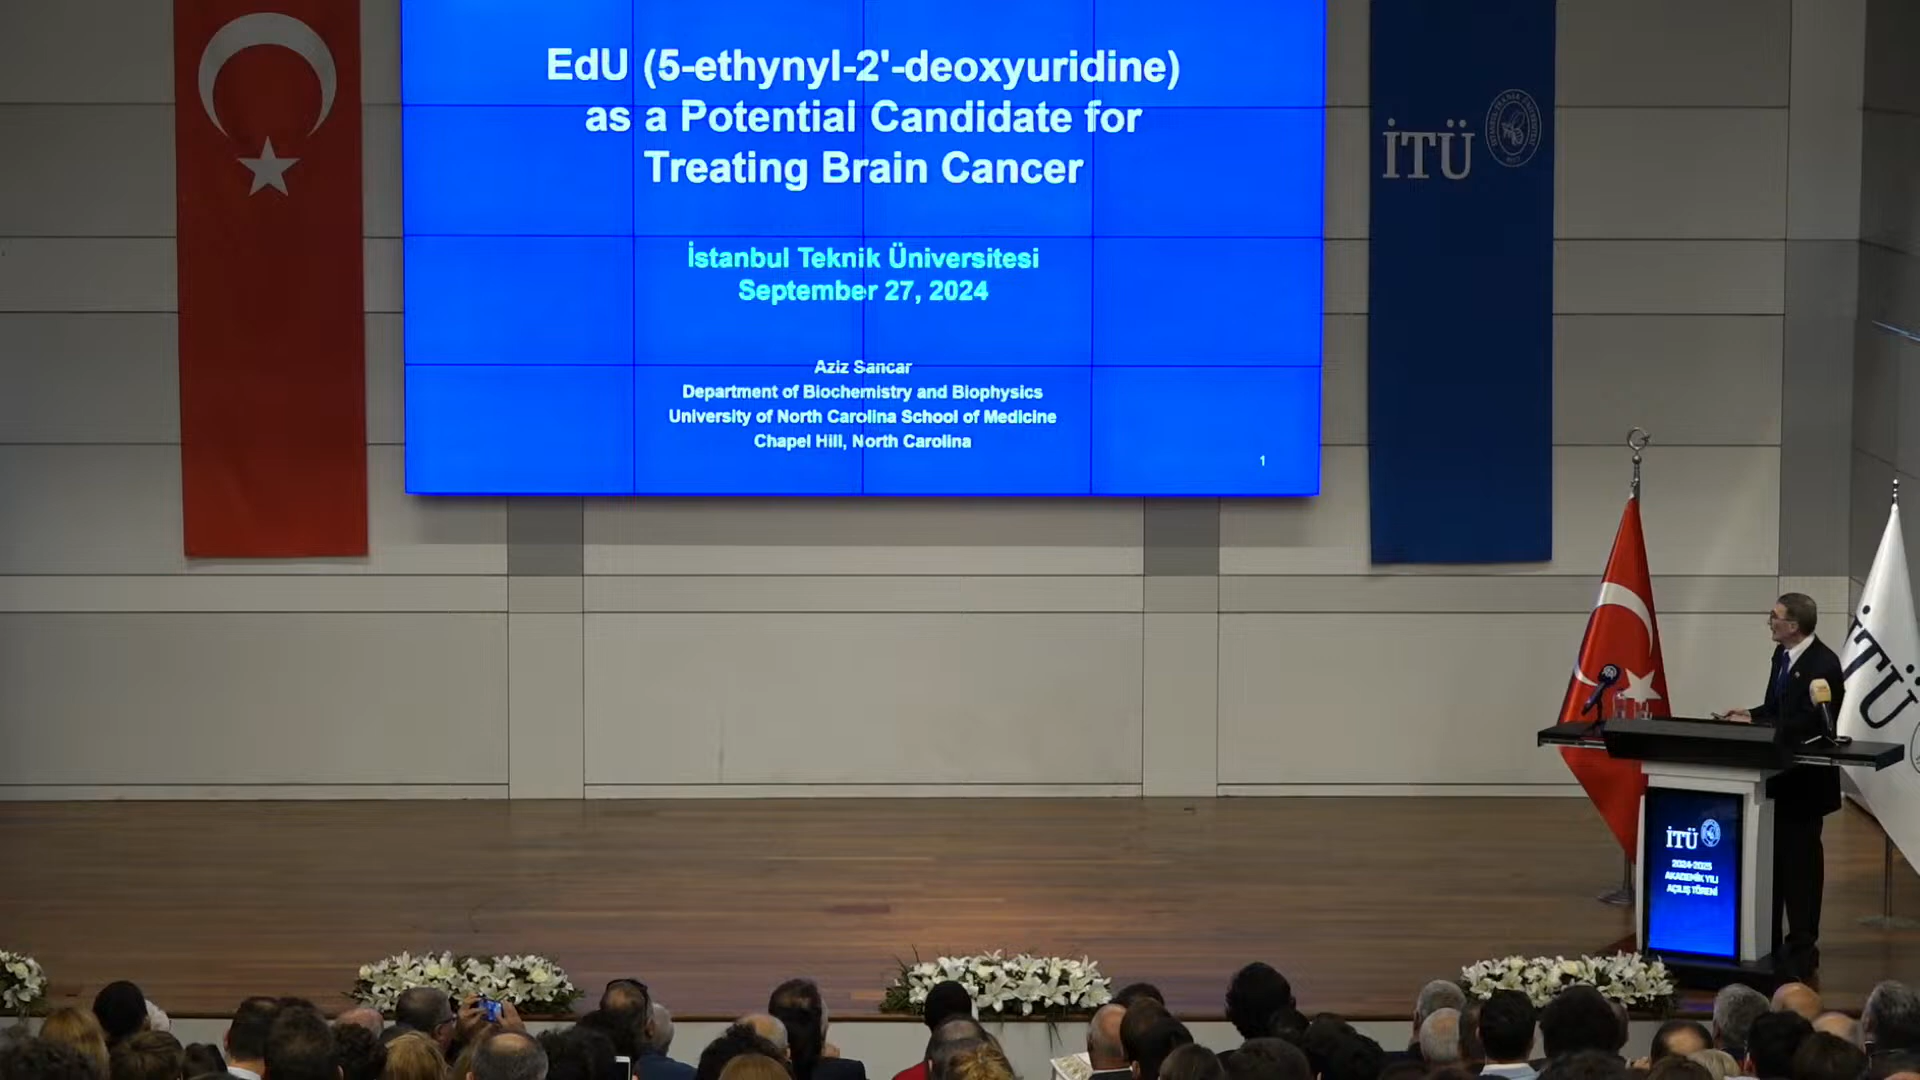 EdU (5-ethynyl-2'-deoxyuridine)
as a Potential Candidate for
Treating Brain Cancer
İstanbul Teknik Üniversitesi
September 27, 2024
Aziz Sancar
Department of Biochemistry and Biophysics
University of North Carolina School of Medicine
Chapel Hill, North Carolina
1
İTÜ
İTÜ
İTÜ
2024-2025
AKADEMİK YILI
AÇILIŞ TÖRENİ